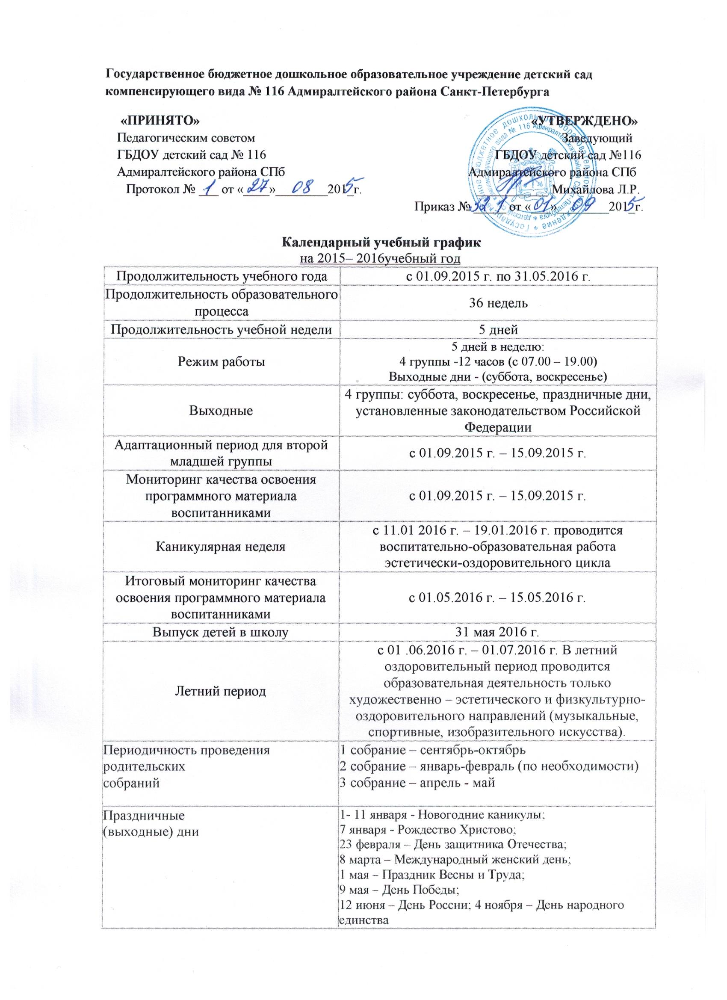 Государственное бюджетное дошкольное образовательное учреждение детский сад
компенсирующего вида № 116 Адмиралтейского района Санкт-Петербурга
«ПРИНЯТО»
Педагогическим советом
ГБДОУ детский сад № 116
Адмиралтейского района СПб
Протокол № 1 от «27» 08 2015 г.
«УТВЕРЖДЕНО»
Заведующий
ГБДОУ детский сад №116
Адмиралтейского района СПб
Михайлова Л.Р.
Приказ № от «01» 09 2015 г.
Календарный учебный график
на 2015– 2016учебный год
Продолжительность учебного года
с 01.09.2015 г. по 31.05.2016 г.
Продолжительность образовательного
процесса
36 недель
Продолжительность учебной недели
5 дней
Режим работы
5 дней в неделю:
4 группы -12 часов (с 07.00 – 19.00)
Выходные дни - (суббота, воскресенье)
Выходные
4 группы: суббота, воскресенье, праздничные дни,
установленные законодательством Российской
Федерации
Адаптационный период для второй
младшей группы
с 01.09.2015 г. – 15.09.2015 г.
Мониторинг качества освоения
программного материала
воспитанниками
с 01.09.2015 г. – 15.09.2015 г.
Каникулярная неделя
с 11.01 2016 г. – 19.01.2016 г. проводится
воспитательно-образовательная работа
эстетически-оздоровительного цикла
Итоговый мониторинг качества
освоения программного материала
воспитанниками
с 01.05.2016 г. – 15.05.2016 г.
Выпуск детей в школу
31 мая 2016 г.
Летний период
с 01 .06.2016 г. – 01.07.2016 г. В летний
оздоровительный период проводится
образовательная деятельность только
художественно – эстетического и физкультурно-
оздоровительного направлений (музыкальные,
спортивные, изобразительного искусства).
Периодичность проведения
родительских
собраний
1 собрание – сентябрь-октябрь
2 собрание – январь-февраль (по необходимости)
3 собрание – апрель - май
Праздничные
(выходные) дни
1- 11 января - Новогодние каникулы;
7 января - Рождество Христово;
23 февраля – День защитника Отечества;
8 марта – Международный женский день;
1 мая – Праздник Весны и Труда;
9 мая – День Победы;
12 июня – День России; 4 ноября – День народного
единства